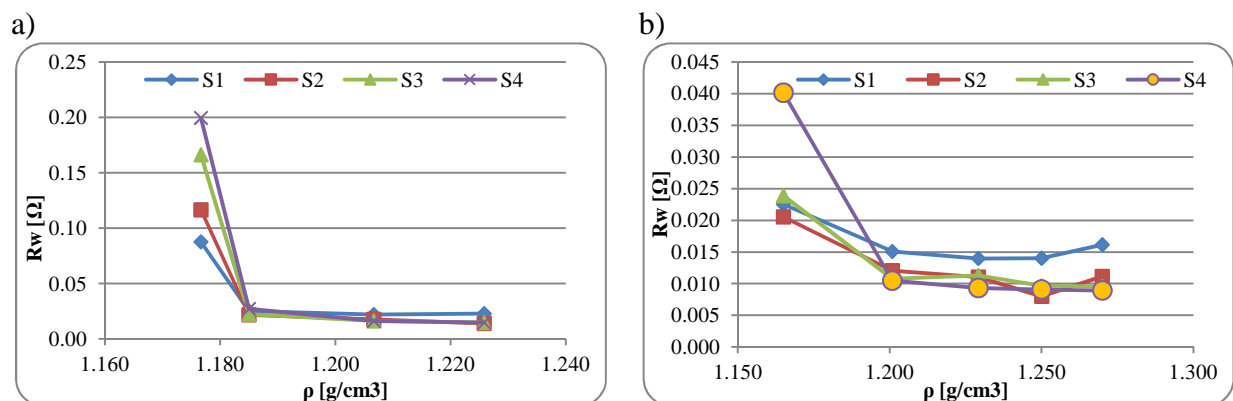 a)
0.25
0.20
0.15
0.10
0.05
0.00
Rw [Ω]
S1 S2 S3 S4
1.160 1.180 1.200 1.220 1.240
ρ [g/cm3]
b)
0.045
0.040
0.035
0.030
0.025
0.020
0.015
0.010
0.005
0.000
Rw [Ω]
S1 S2 S3 S4
1.150 1.200 1.250 1.300
ρ [g/cm3]